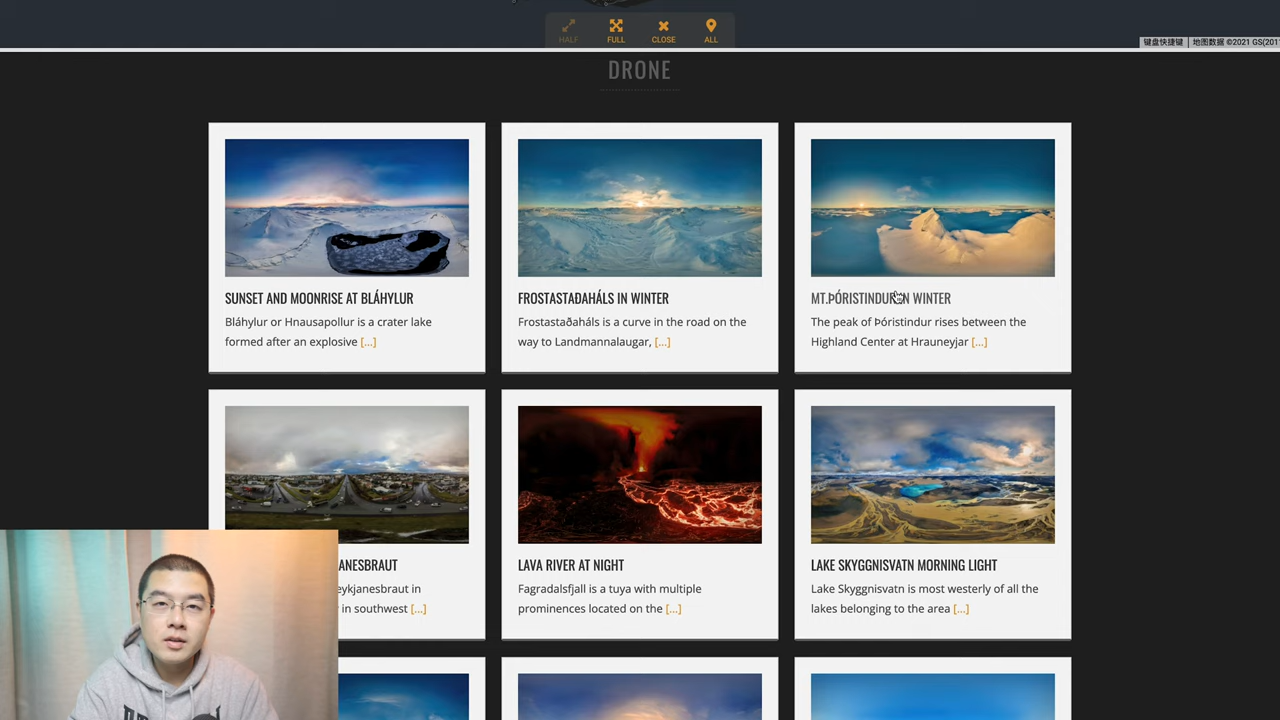 HALF
FULL
CLOSE
ALL
键盘快捷键
地图数据 ©2021 GS(201
DRONE
SUNSET AND MOONRISE AT BLÁHYLUR
Bláhylur or Hnausapollur is a crater lake
formed after an explosive [...]
FROSTASTAÐAHÁLS IN WINTER
Frostastaðaháls is a curve in the road on the
way to Landmannalaugar, [...]
MT.ÞÓRISTINDUR IN WINTER
The peak of Þóristindur rises between the
Highland Center at Hrauneyjar [...]
ANESBRAUT
eykjanesbraut in
in southwest [...]
LAVA RIVER AT NIGHT
Fagradalsfjall is a tuya with multiple
prominences located on the [...]
LAKE SKYGGNISVATN MORNING LIGHT
Lake Skyggnisvatn is most westerly of all the
lakes belonging to the area [...]